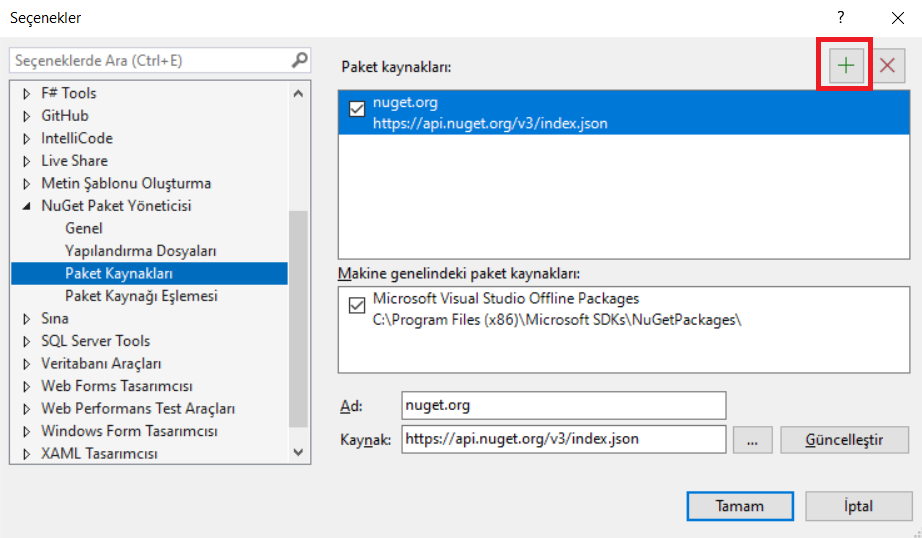 Seçenekler
?
Seçeneklerde Ara (Ctrl+E)
F# Tools
GitHub
IntelliCode
Live Share
Metin Şablonu Oluşturma
NuGet Paket Yöneticisi
Genel
Yapılandırma Dosyaları
Paket Kaynakları
Paket Kaynağı Eşlemesi
Sına
SQL Server Tools
Veritabanı Araçları
Web Forms Tasarımcısı
Web Performans Test Araçları
Windows Form Tasarımcısı
XAML Tasarımcısı
Paket kaynakları:
nuget.org
https://api.nuget.org/v3/index.json
Makine genelindeki paket kaynakları:
Microsoft Visual Studio Offline Packages
C:\Program Files (x86)\Microsoft SDKs\NuGetPackages\
Ad: nuget.org
Kaynak: https://api.nuget.org/v3/index.json ... Güncelleştir
Tamam İptal